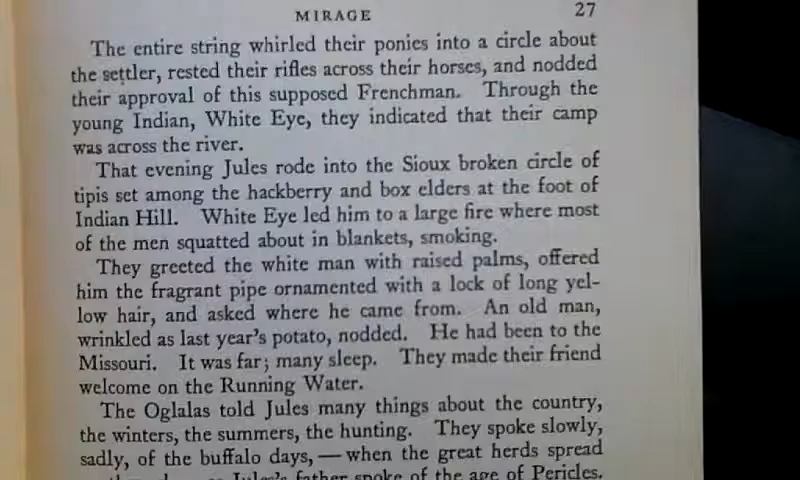 MIRAGE 27
The entire string whirled their ponies into a circle about
the settler, rested their rifles across their horses, and nodded
their approval of this supposed Frenchman. Through the
young Indian, White Eye, they indicated that their camp
was across the river.
That evening Jules rode into the Sioux broken circle of
tipis set among the hackberry and box elders at the foot of
Indian Hill. White Eye led him to a large fire where most
of the men squatted about in blankets, smoking.
They greeted the white man with raised palms, offered
him the fragrant pipe ornamented with a lock of long yel-
low hair, and asked where he came from. An old man,
wrinkled as last year's potato, nodded. He had been to the
Missouri. It was far; many sleep. They made their friend
welcome on the Running Water.
The Oglalas told Jules many things about the country,
the winters, the summers, the hunting. They spoke slowly,
sadly, of the buffalo days, — when the great herds spread
Jules's father spoke of the age of Pericles.